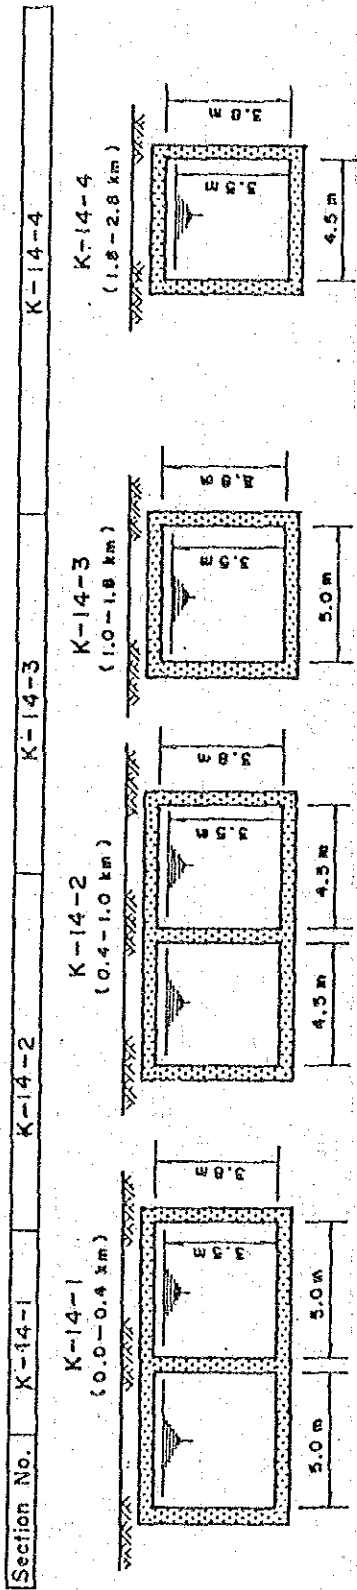 Section No. K-14-1 K-14-2 K-14-3 K-14-4
K-14-1
(0.0-0.4 km)
3.5 m
3.8 m
5.0 m
5.0 m
K-14-2
(0.4-1.0 km)
3.5 m
3.8 m
4.5 m
4.5 m
K-14-3
(1.0-1.8 km)
3.5 m
3.8 m
5.0 m
K-14-4
(1.8-2.8 km)
3.5 m
3.8 m
4.5 m